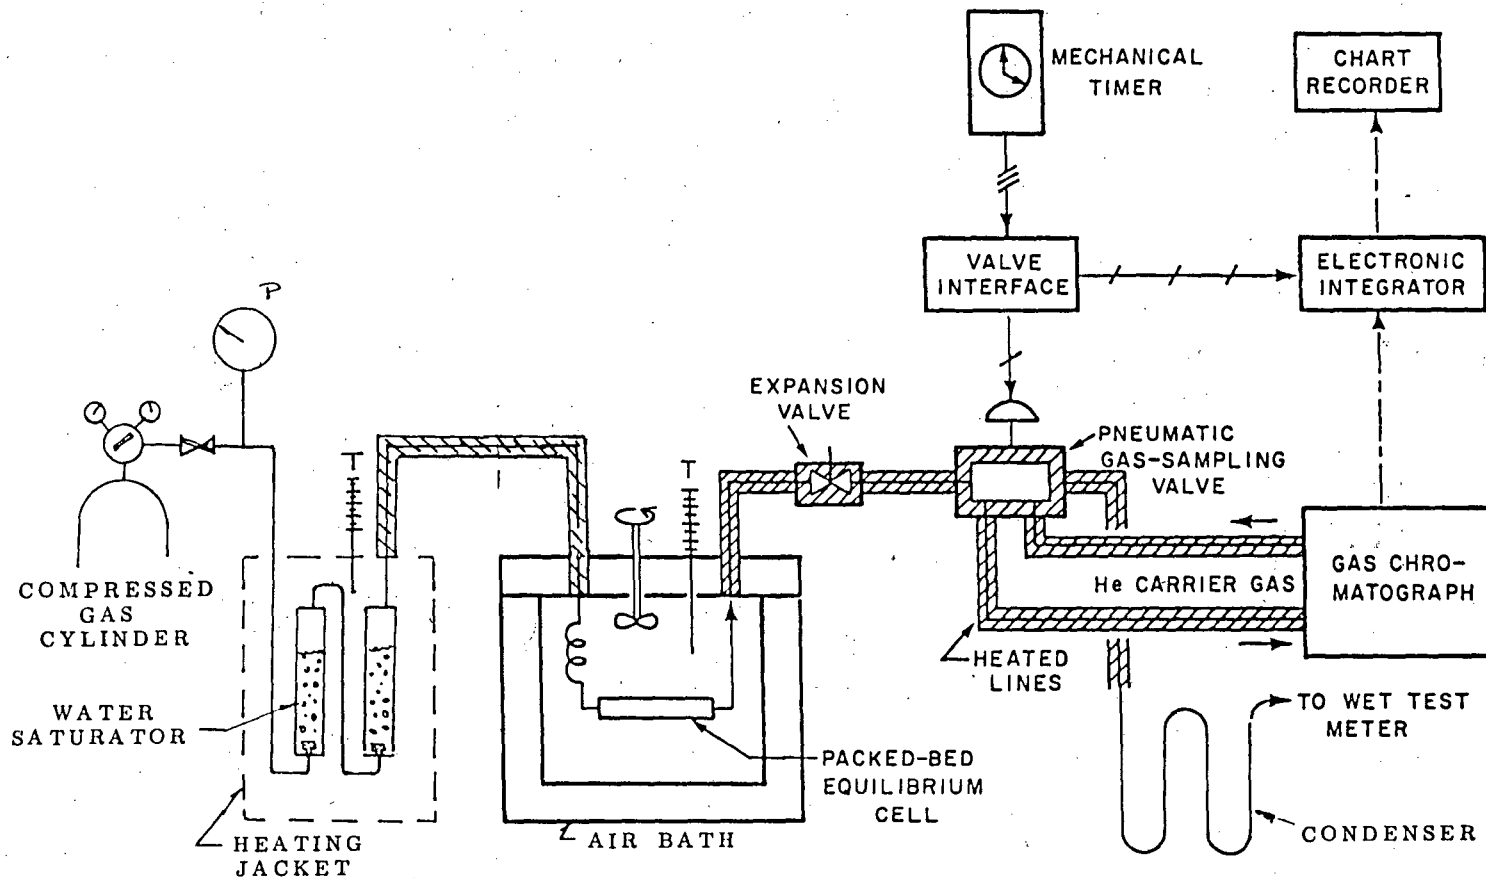 MECHANICAL
TIMER
CHART
RECORDER
VALVE
INTERFACE
ELECTRONIC
INTEGRATOR
P
EXPANSION
VALVE
PNEUMATIC
GAS-SAMPLING
VALVE
T
T
COMPRESSED
GAS
CYLINDER
He CARRIER GAS
GAS CHRO-
MATOGRAPH
HEATED
LINES
WATER
SATURATOR
TO WET TEST
METER
PACKED-BED
EQUILIBRIUM
CELL
HEATING
JACKET
AIR BATH
CONDENSER